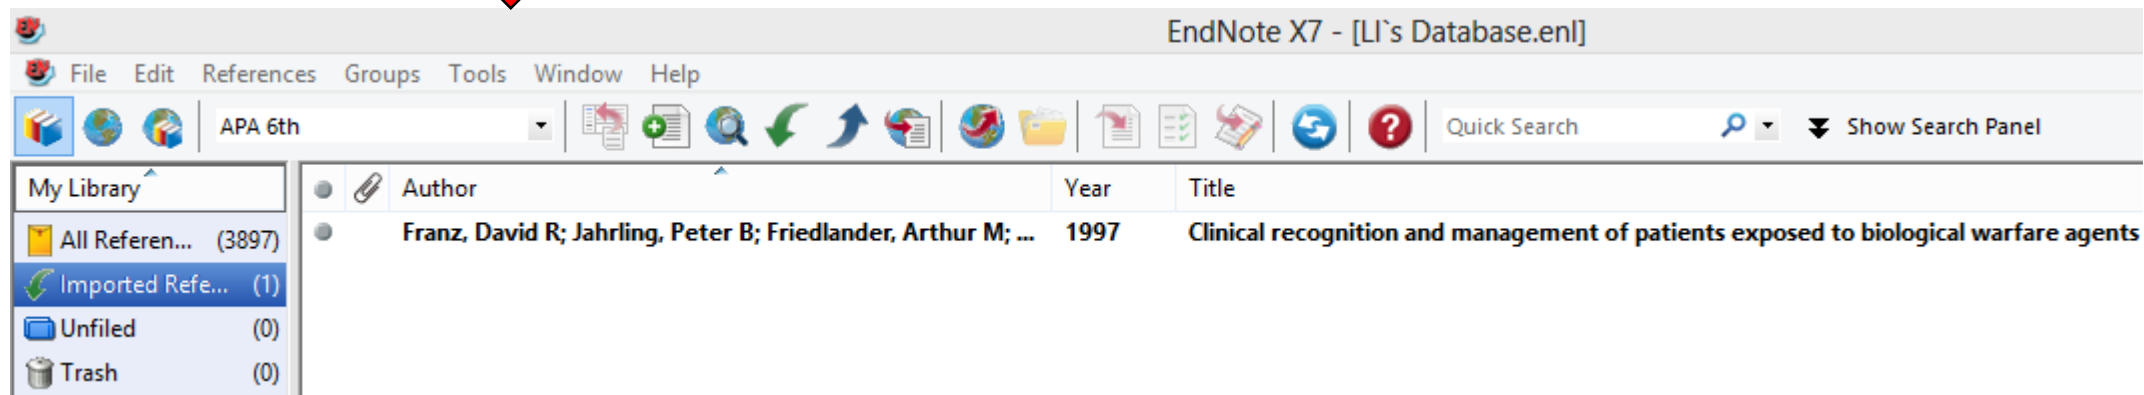 EndNote X7 - [LI`s Database.enl]
File Edit References Groups Tools Window Help
APA 6th Quick Search Show Search Panel
My Library Author Year Title
All Referen... (3897) Franz, David R; Jahrling, Peter B; Friedlander, Arthur M; ... 1997 Clinical recognition and management of patients exposed to biological warfare agents
Imported Refe... (1)
Unfiled (0)
Trash (0)